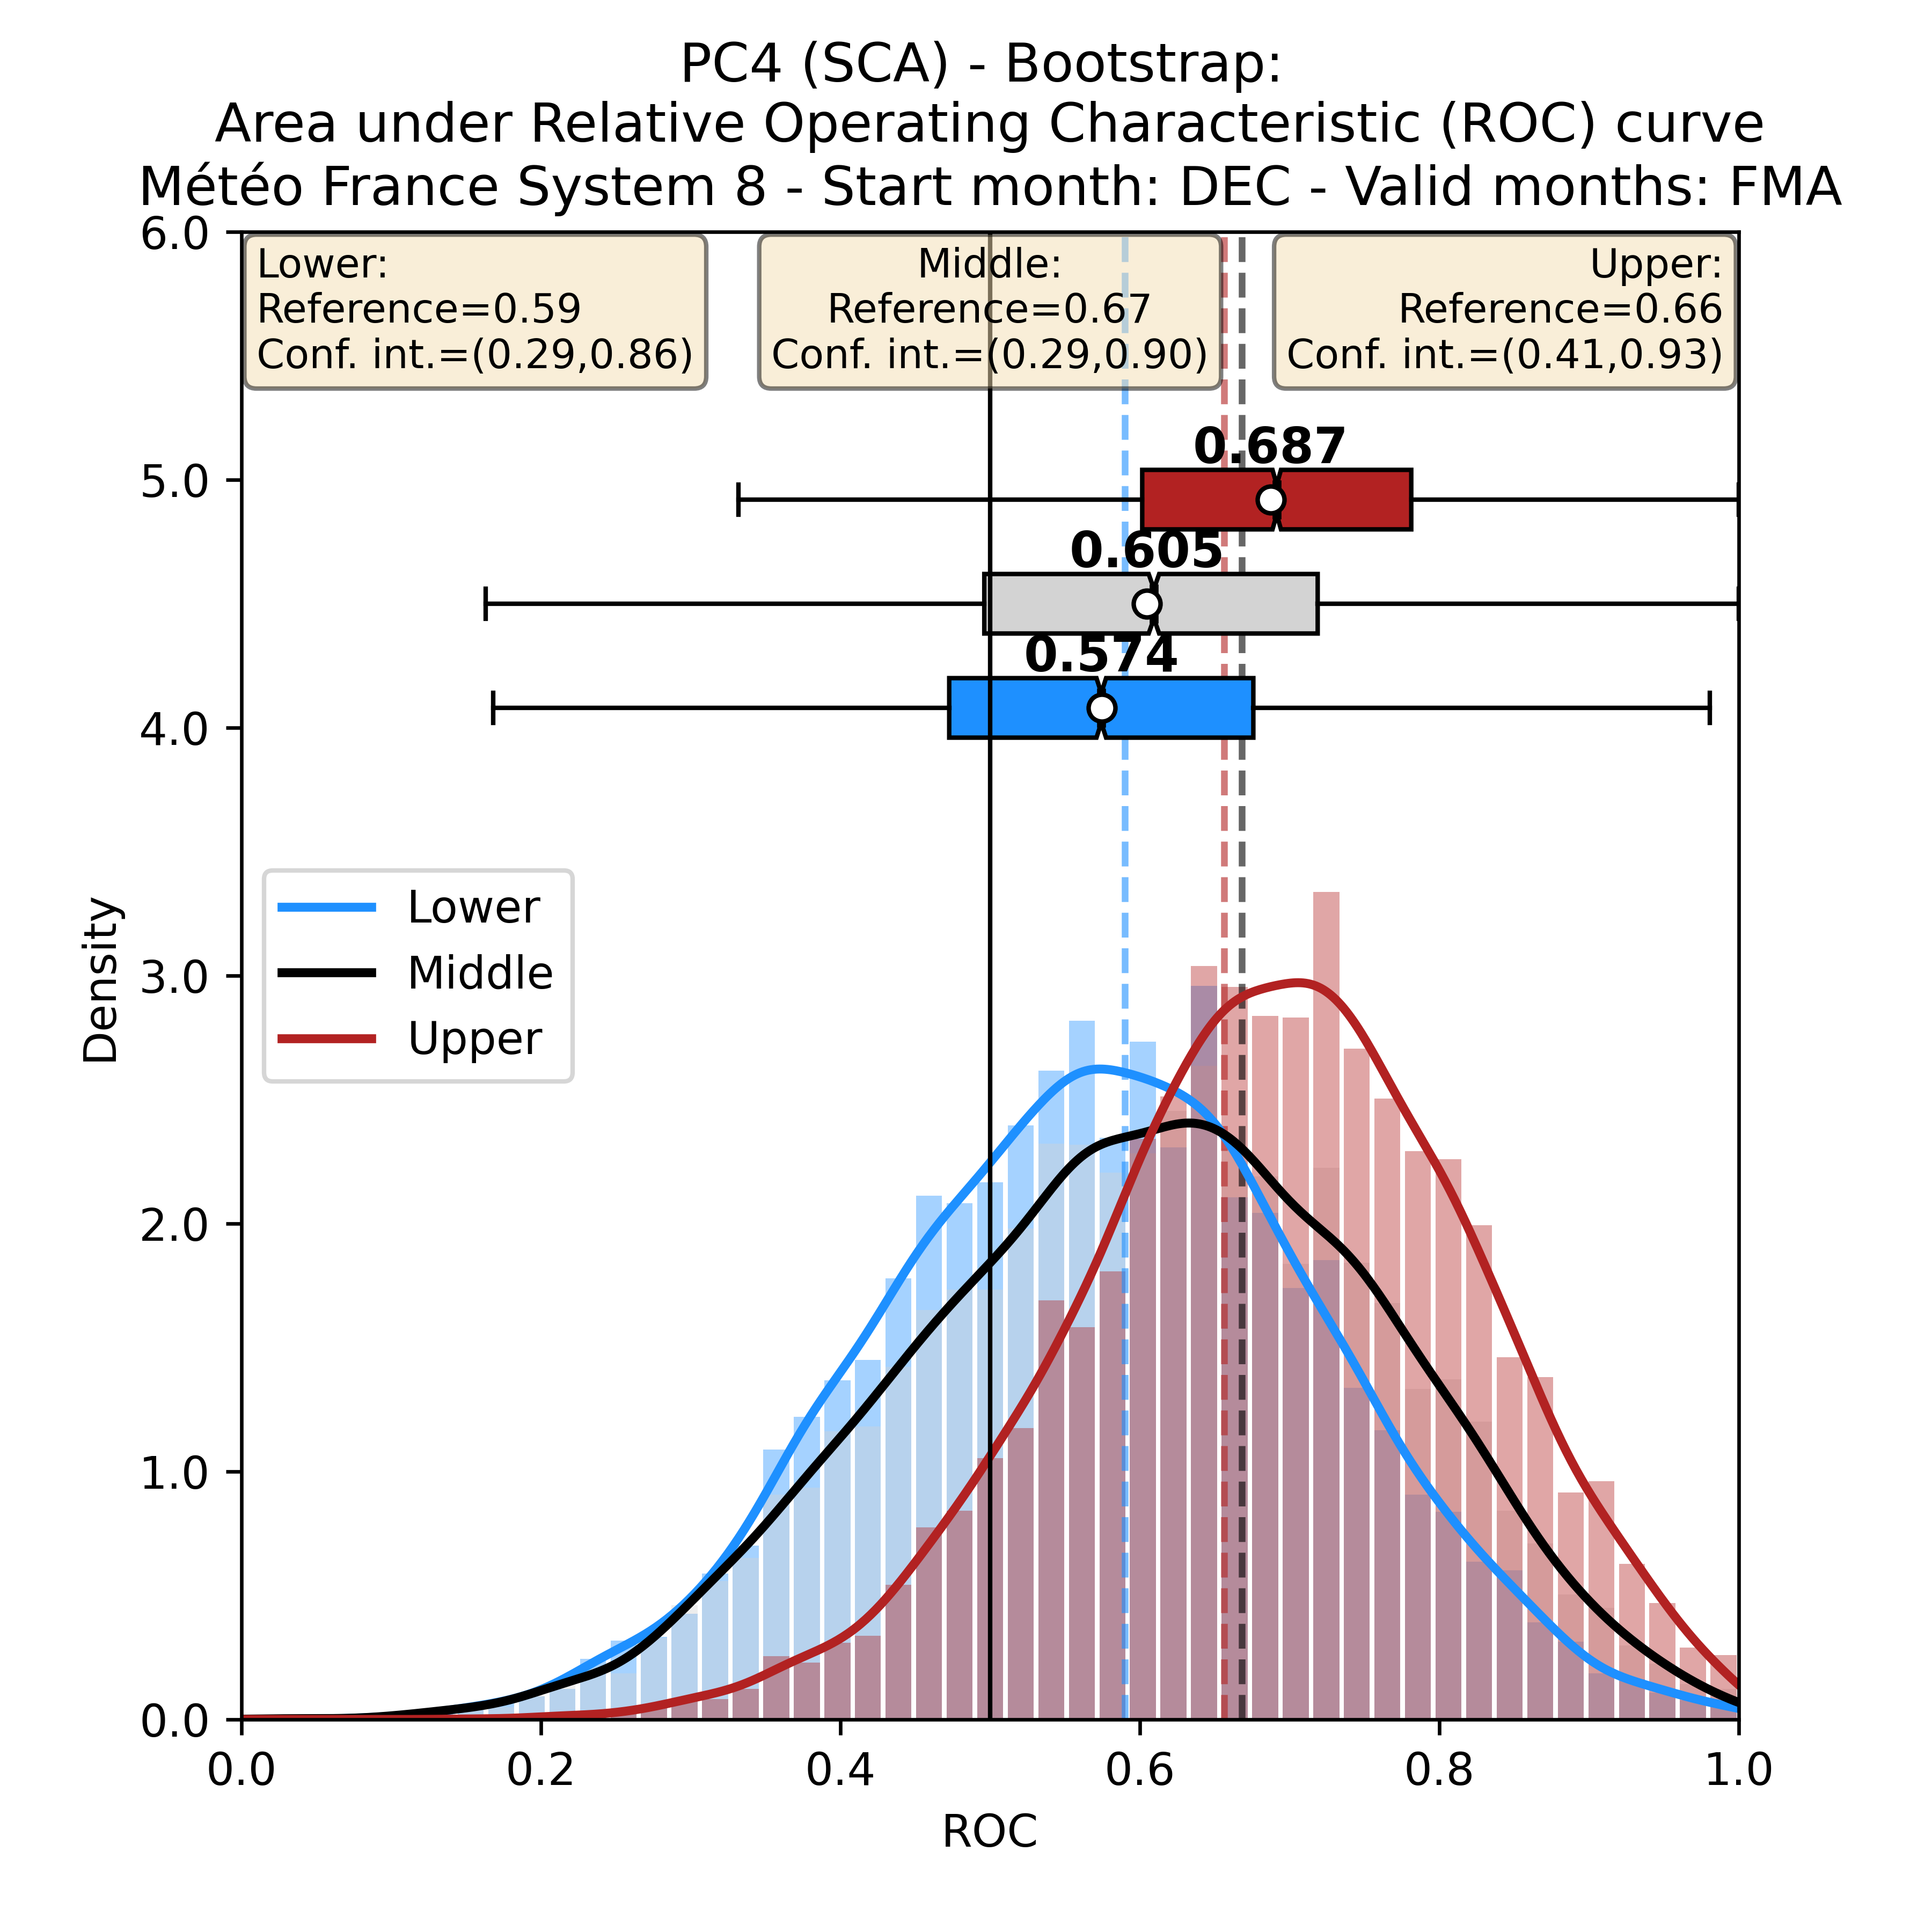 PC4 (SCA) - Bootstrap:
Area under Relative Operating Characteristic (ROC) curve
Météo France System 8 - Start month: DEC - Valid months: FMA
6.0
Lower:
Reference=0.59
Conf. int.=(0.29,0.86)
Middle:
Reference=0.67
Conf. int.=(0.29,0.90)
Upper:
Reference=0.66
Conf. int.=(0.41,0.93)
0.687
5.0
0.605
0.574
4.0
Lower
Middle
Upper
Density
3.0
2.0
1.0
0.0
0.0 0.2 0.4 0.6 0.8 1.0
ROC